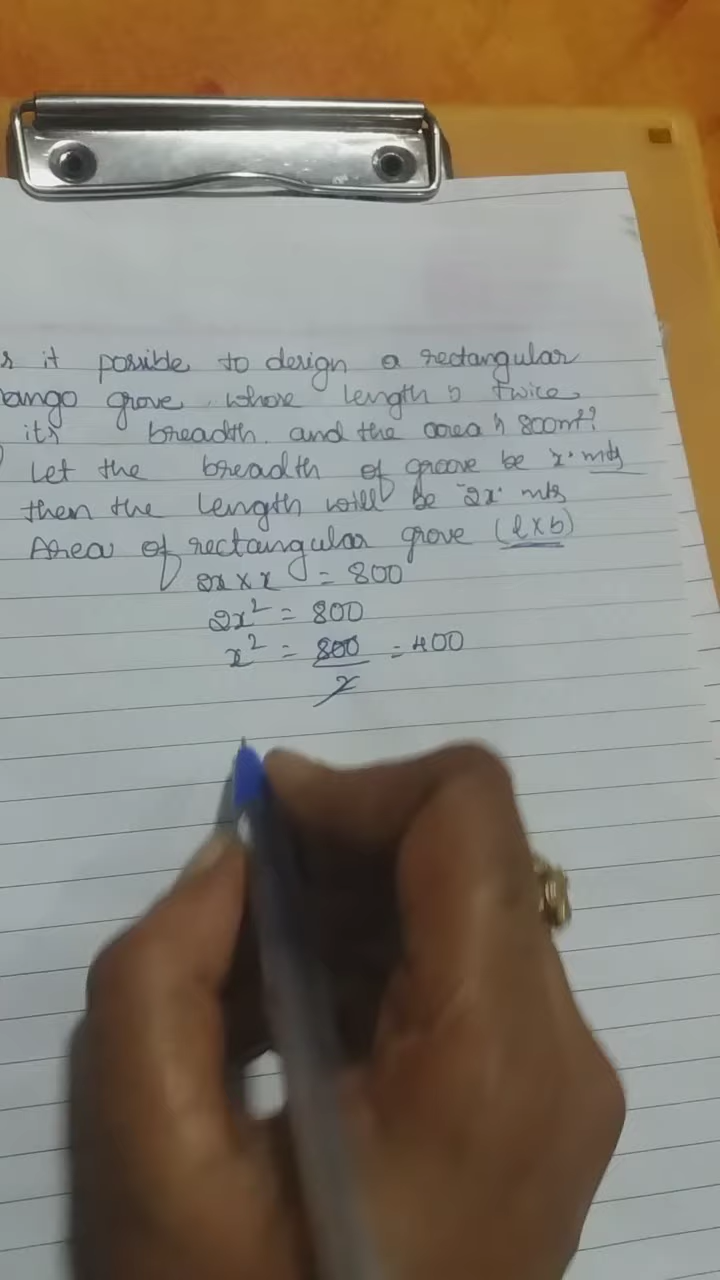 it possible to design a rectangular
ango grove whose length is twice
its breadth and the area is 800m²?
Let the breadth of groove be x mts
then the length will be 2x mts
Area of rectangular grove (l×b)
2x × x = 800
2x² = 800
x² = 800/2 = 400